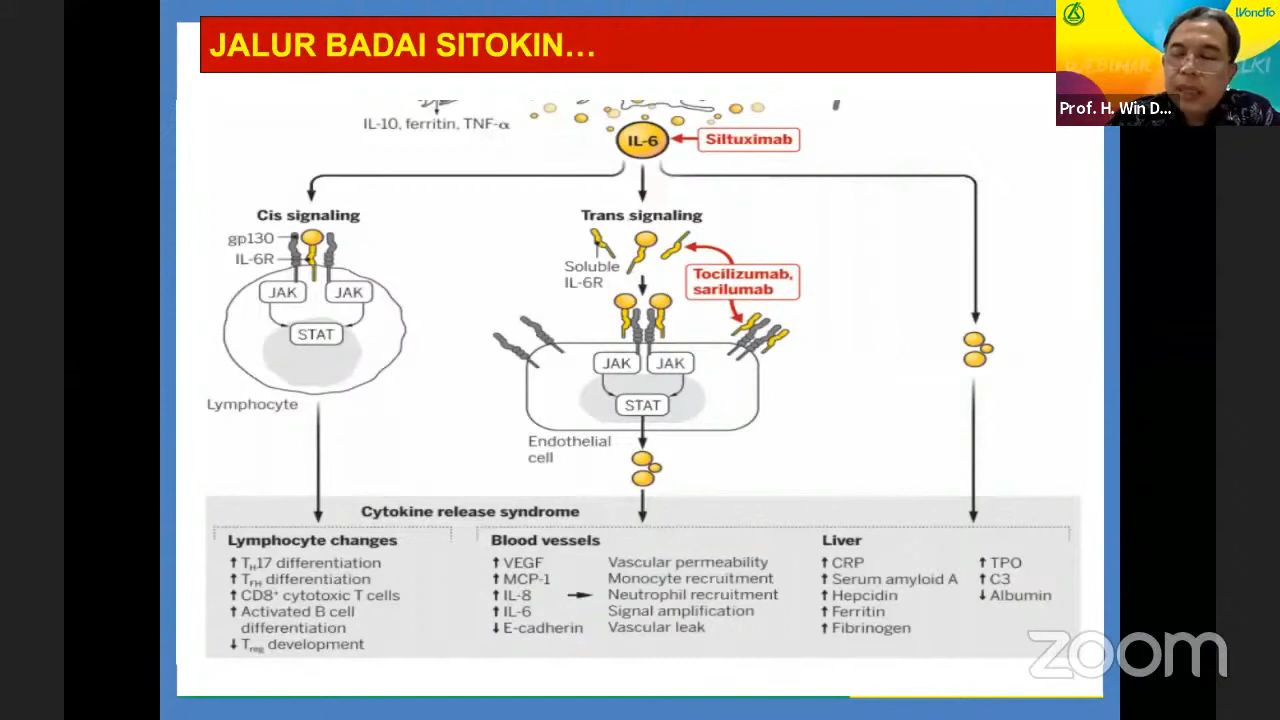 JALUR BADAI SITOKIN...
Wondfo
Prof. H. Win D...
IL-10, ferritin, TNF-α
IL-6
Siltuximab
Cis signaling
gp130
IL-6R
JAK
JAK
STAT
Lymphocyte
Trans signaling
Soluble
IL-6R
Tocilizumab,
sarilumab
JAK
JAK
STAT
Endothelial
cell
Cytokine release syndrome
Lymphocyte changes
↑ TH17 differentiation
↑ TFH differentiation
↑ CD8+ cytotoxic T cells
↑ Activated B cell
differentiation
↓ Treg development
Blood vessels
↑ VEGF Vascular permeability
↑ MCP-1 Monocyte recruitment
↑ IL-8 → Neutrophil recruitment
↑ IL-6 Signal amplification
↓ E-cadherin Vascular leak
Liver
↑ CRP
↑ Serum amyloid A
↑ Hepcidin
↑ Ferritin
↑ Fibrinogen
↑ TPO
↑ C3
↓ Albumin
zoom